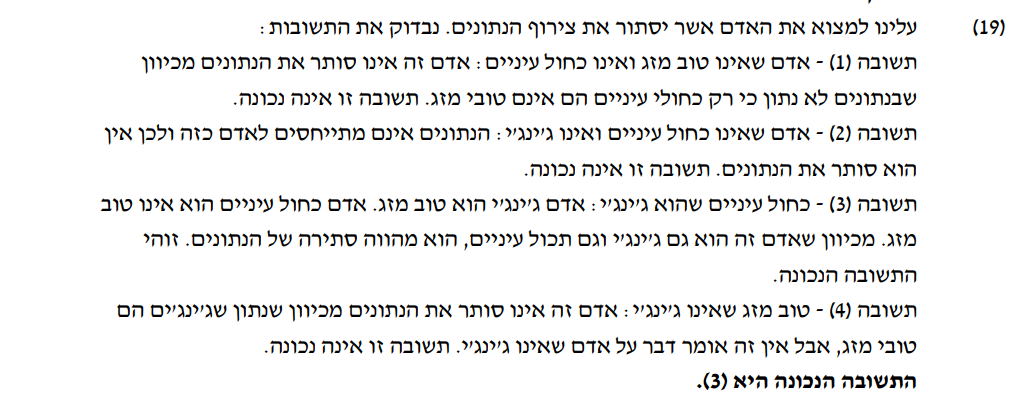 (19) עלינו למצוא את האדם אשר יסתור את צירוף הנתונים. נבדוק את התשובות:
תשובה (1) - אדם שאינו טוב מזג ואינו כחול עיניים: אדם זה אינו סותר את הנתונים מכיוון
שבנתונים לא נתון כי רק כחולי עיניים הם אינם טובי מזג. תשובה זו אינה נכונה.
תשובה (2) - אדם שאינו כחול עיניים ואינו ג'ינג'י: הנתונים אינם מתייחסים לאדם כזה ולכן אין
הוא סותר את הנתונים. תשובה זו אינה נכונה.
תשובה (3) - כחול עיניים שהוא ג'ינג'י: אדם ג'ינג'י הוא טוב מזג. אדם כחול עיניים הוא אינו טוב
מזג. מכיוון שאדם זה הוא גם ג'ינג'י וגם תכול עיניים, הוא מהווה סתירה של הנתונים. זוהי
התשובה הנכונה.
תשובה (4) - טוב מזג שאינו ג'ינג'י: אדם זה אינו סותר את הנתונים מכיוון שנתון שג'ינג'ים הם
טובי מזג, אבל אין זה אומר דבר על אדם שאינו ג'ינג'י. תשובה זו אינה נכונה.
התשובה הנכונה היא (3).